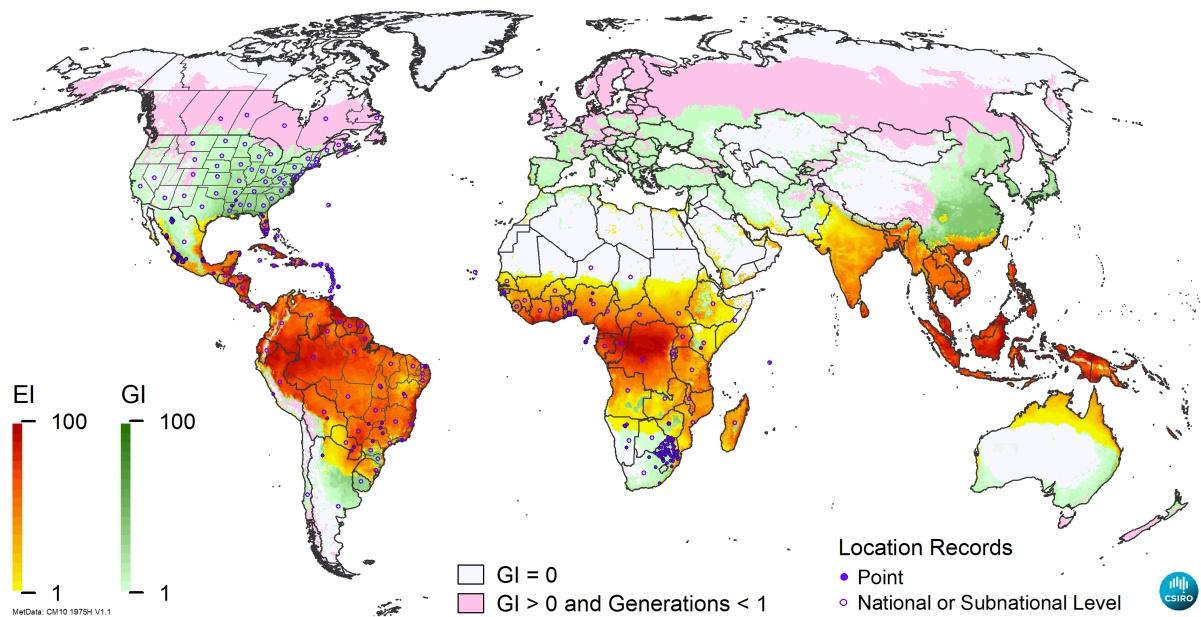 EI
GI
100
100
1
1
MetData: CM10 1975H V1.1
GI = 0
GI > 0 and Generations < 1
Location Records
Point
National or Subnational Level
CSIRO